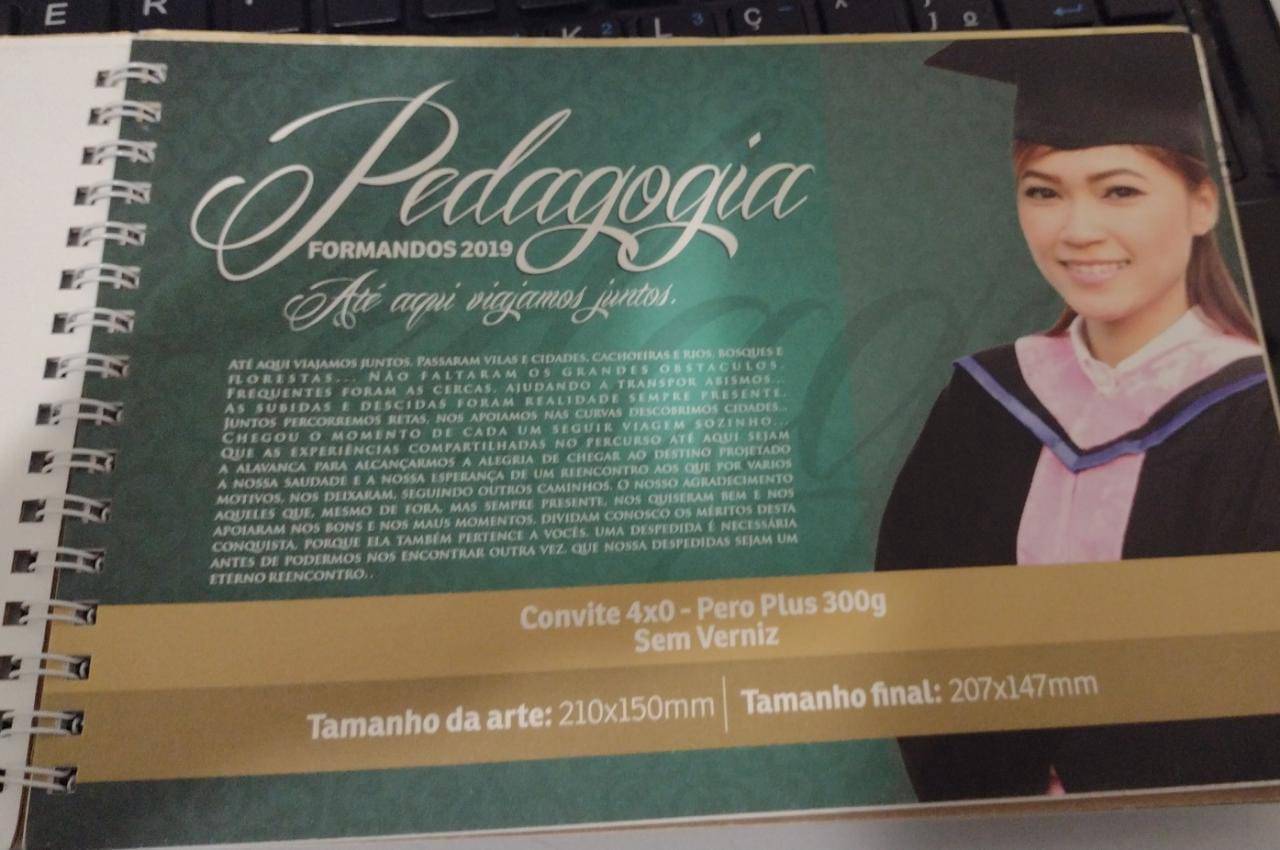 E R K 2 L 3 Ç ^ ] º
Pedagogia
FORMANDOS 2019
Até aqui viajamos juntos.
ATÉ AQUI VIAJAMOS JUNTOS. PASSARAM VILAS E CIDADES, CACHOEIRAS E RIOS, BOSQUES E
FLORESTAS... NÃO FALTARAM OS GRANDES OBSTACULOS.
FREQUENTES FORAM AS CERCAS, AJUDANDO A TRANSPOR ABISMOS...
AS SUBIDAS E DESCIDAS FORAM REALIDADE SEMPRE PRESENTE.
JUNTOS PERCORREMOS RETAS, NOS APOIAMOS NAS CURVAS DESCOBRIMOS CIDADES...
CHEGOU O MOMENTO DE CADA UM SEGUIR VIAGEM SOZINHO...
QUE AS EXPERIÊNCIAS COMPARTILHADAS NO PERCURSO ATÉ AQUI SEJAM
A ALAVANCA PARA ALCANÇARMOS A ALEGRIA DE CHEGAR AO DESTINO PROJETADO
A NOSSA SAUDADE E A NOSSA ESPERANÇA DE UM REENCONTRO AOS QUE POR VARIOS
MOTIVOS, NOS DEIXARAM, SEGUINDO OUTROS CAMINHOS. O NOSSO AGRADECIMENTO
AQUELES QUE, MESMO DE FORA, MAS SEMPRE PRESENTE, NOS QUISERAM BEM E NOS
APOIARAM NOS BONS E NOS MAUS MOMENTOS, DIVIDAM CONOSCO OS MÉRITOS DESTA
CONQUISTA, PORQUE ELA TAMBÉM PERTENCE A VOCÊS. UMA DESPEDIDA É NECESSÁRIA
ANTES DE PODERMOS NOS ENCONTRAR OUTRA VEZ. QUE NOSSA DESPEDIDAS SEJAM UM
ETERNO REENCONTRO..
Convite 4x0 - Pero Plus 300g
Sem Verniz
Tamanho da arte: 210x150mm | Tamanho final: 207x147mm